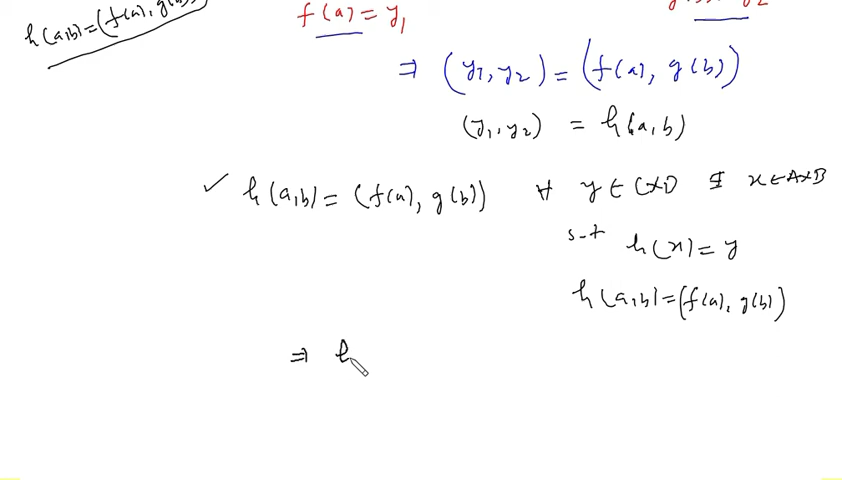 h(a,b)=(f(a), g(b))
f(a) = y₁
⇒ (y₁, y₂) = (f(a), g(b))
(y₁, y₂) = h(a, b)
✓ h(a,b) = (f(a), g(b)) ∀ y ∈ C×D ∃ x ∈ A×B
s-t h(x) = y
h(a,b) = (f(a), g(b))
⇒ h